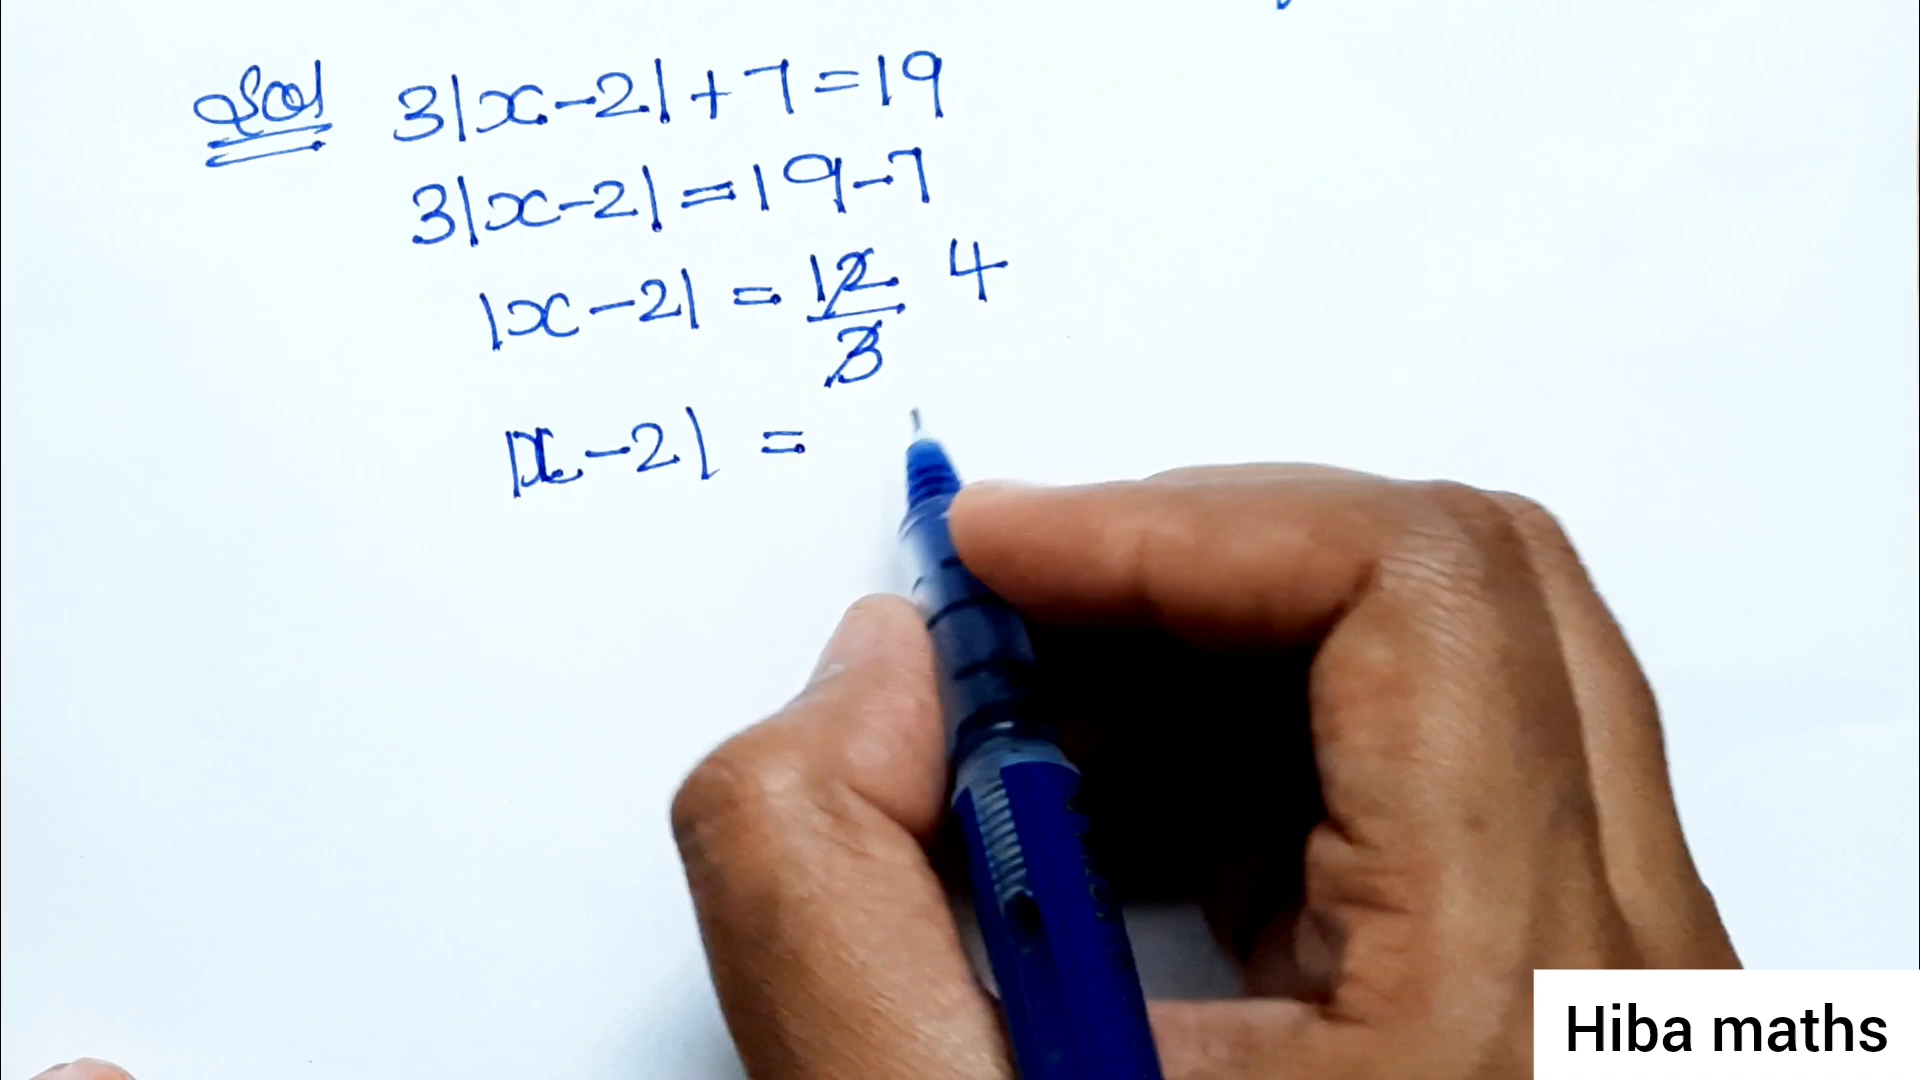 Sol 3|x-2|+7=19
3|x-2|=19-7
|x-2| = 12/3 4
|x-2| =
Hiba maths